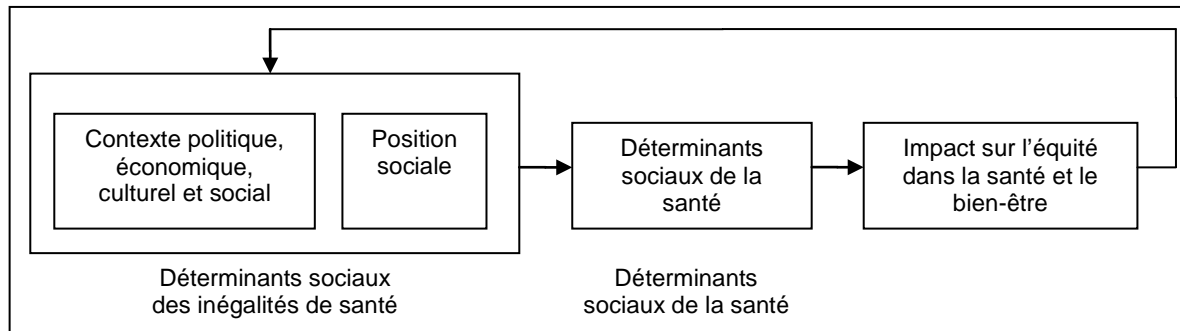 Contexte politique,
économique,
culturel et social
Position
sociale
Déterminants
sociaux de la
santé
Impact sur l’équité
dans la santé et le
bien-être
Déterminants sociaux
des inégalités de santé
Déterminants
sociaux de la santé